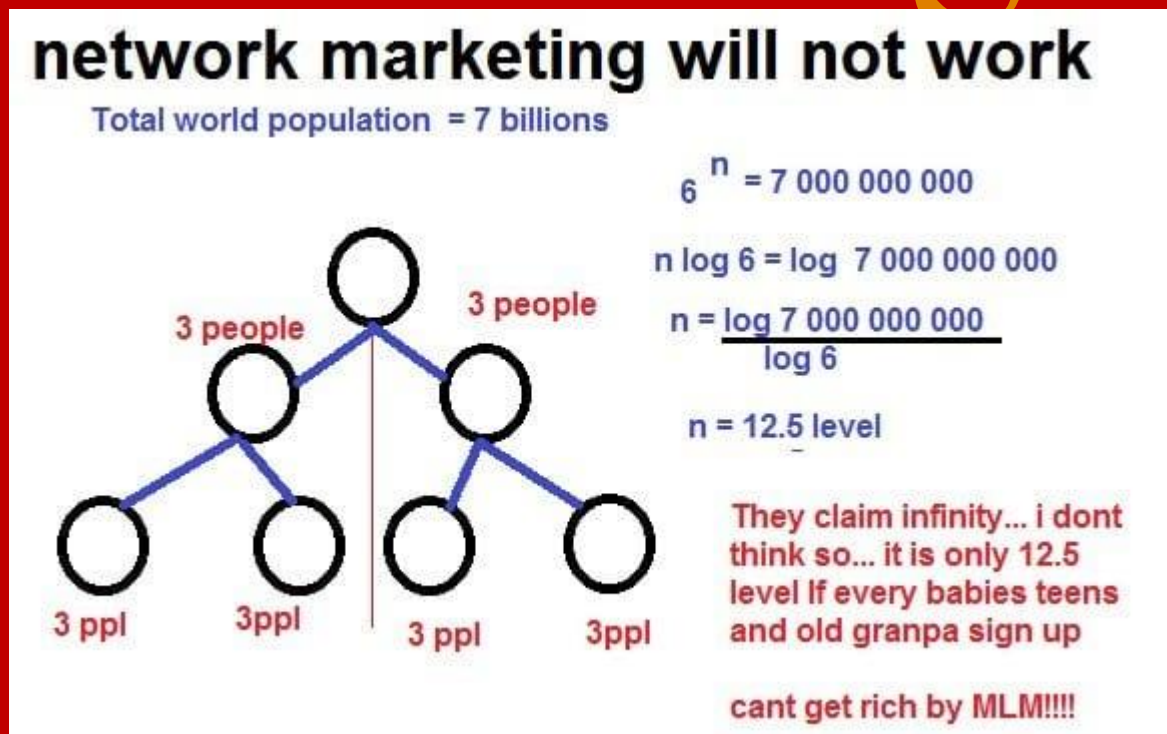 network marketing will not work
Total world population = 7 billions
6 n = 7 000 000 000
n log 6 = log 7 000 000 000
n = log 7 000 000 000
log 6
n = 12.5 level
3 people
3 people
3 ppl
3ppl
3 ppl
3ppl
They claim infinity... i dont
think so... it is only 12.5
level If every babies teens
and old granpa sign up
cant get rich by MLM!!!!